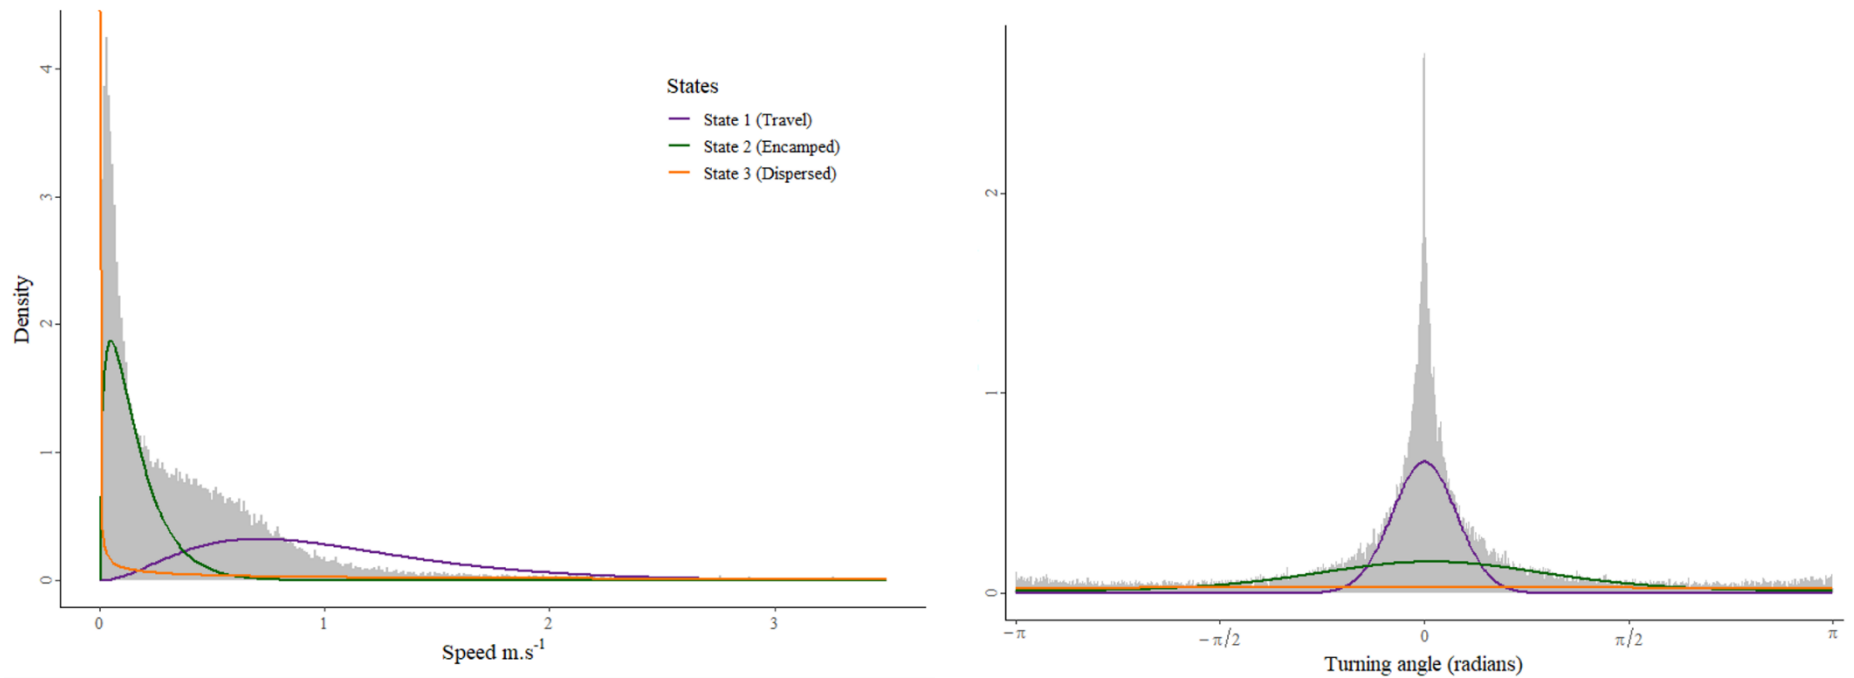 Density
4
3
2
1
0
States
State 1 (Travel)
State 2 (Encamped)
State 3 (Dispersed)
0 1 2 3
Speed m.s⁻¹
2
1
0
−π −π/2 0 π/2 π
Turning angle (radians)